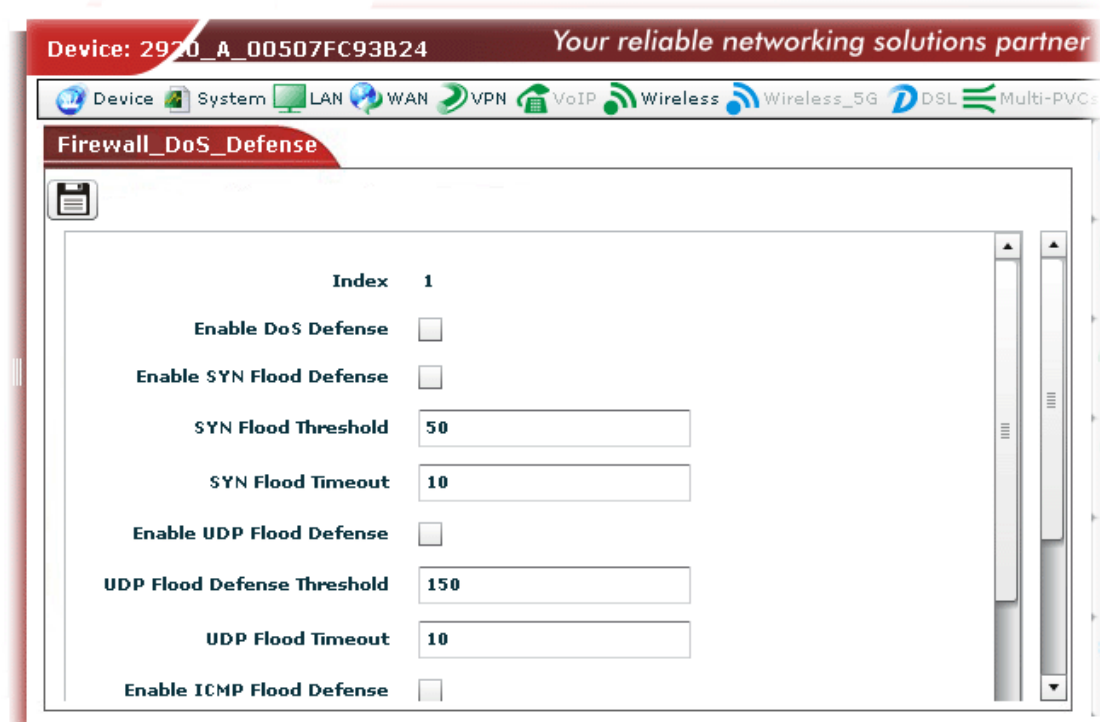 Device: 2920_A_00507FC93B24 Your reliable networking solutions partner
Device System LAN WAN VPN VoIP Wireless Wireless_5G DSL Multi-PVCs
Firewall_DoS_Defense
Index 1
Enable DoS Defense
Enable SYN Flood Defense
SYN Flood Threshold 50
SYN Flood Timeout 10
Enable UDP Flood Defense
UDP Flood Defense Threshold 150
UDP Flood Timeout 10
Enable ICMP Flood Defense